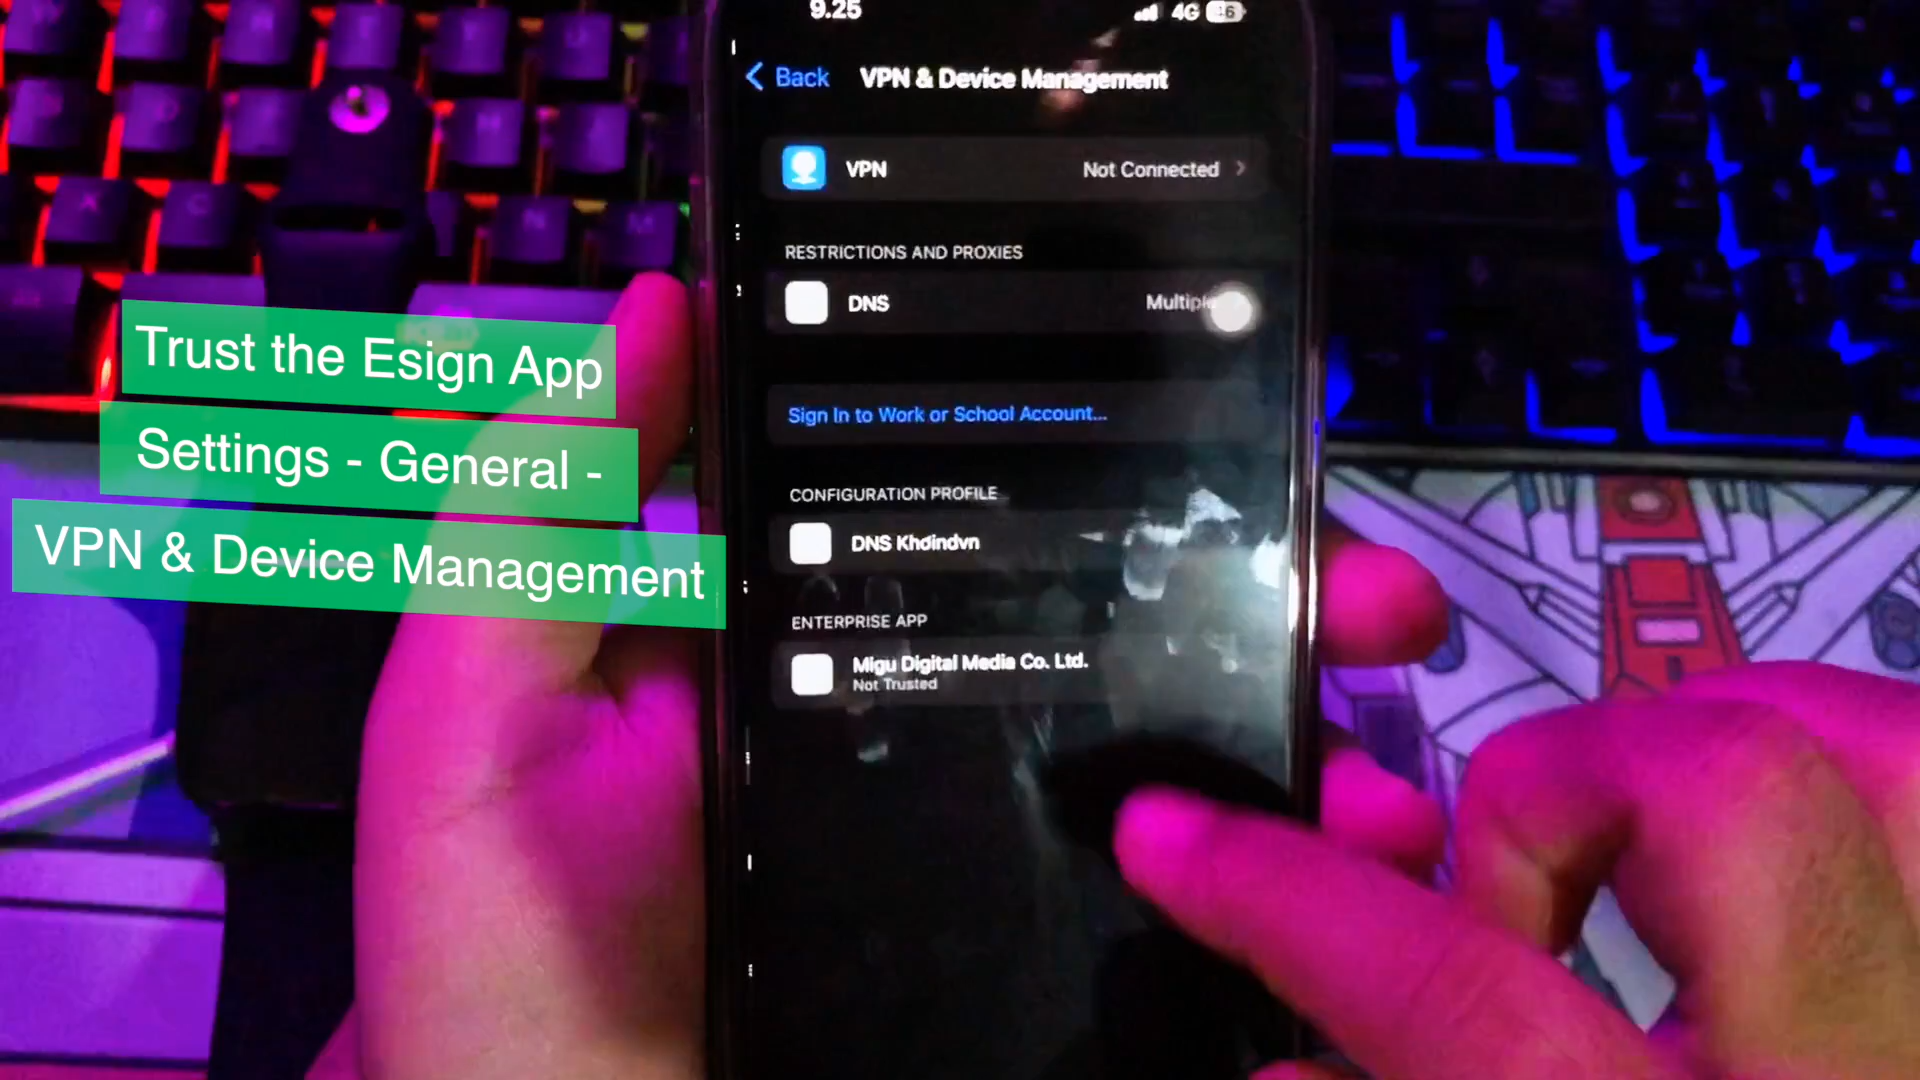 9.25
4G 16
Back
VPN & Device Management
VPN
Not Connected
RESTRICTIONS AND PROXIES
DNS
Sign In to Work or School Account...
CONFIGURATION PROFILE
DNS Khoindvn
ENTERPRISE APP
Migu Digital Media Co. Ltd.
Not Trusted
Trust the Esign App
Settings - General -
VPN & Device Management
X
C
N
M